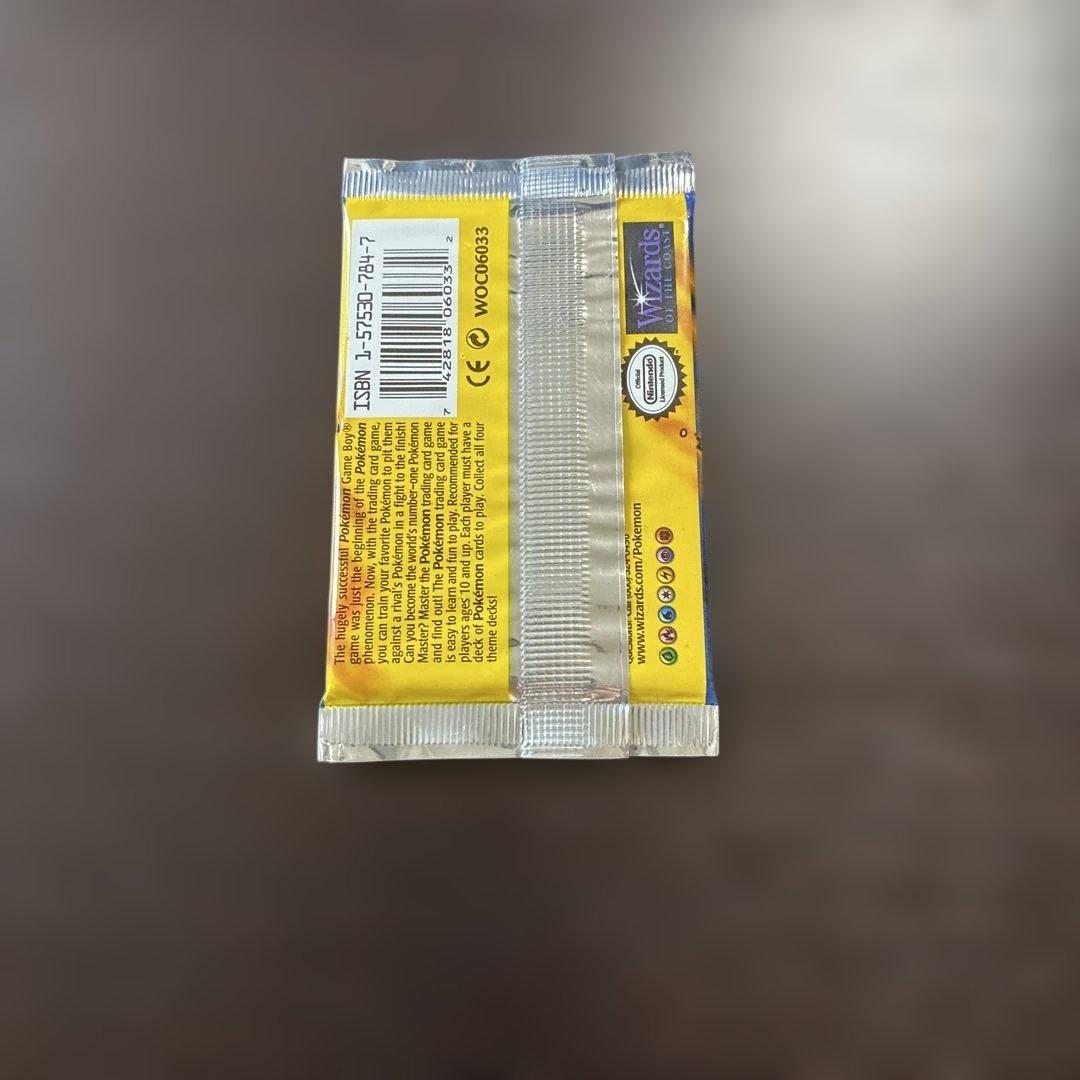 The hugely successful Pokémon Game Boy®
game was just the beginning of the Pokémon
phenomenon. Now, with the trading card game,
you can train your favorite Pokémon to pit them
against a rival's Pokémon in a fight to the finish!
Can you become the world's number-one Pokémon
Master? Master the Pokémon trading card game
and find out! The Pokémon trading card game
is easy to learn and fun to play. Recommended for
players ages 10 and up. Each player must have a
deck of Pokémon cards to play. Collect all four
theme decks!
ISBN 1-57530-784-7
7 42818 06033 2
CE WOC06033
www.wizards.com/Pokemon
Official
Nintendo
Licensed Product
Wizards®
OF THE COAST